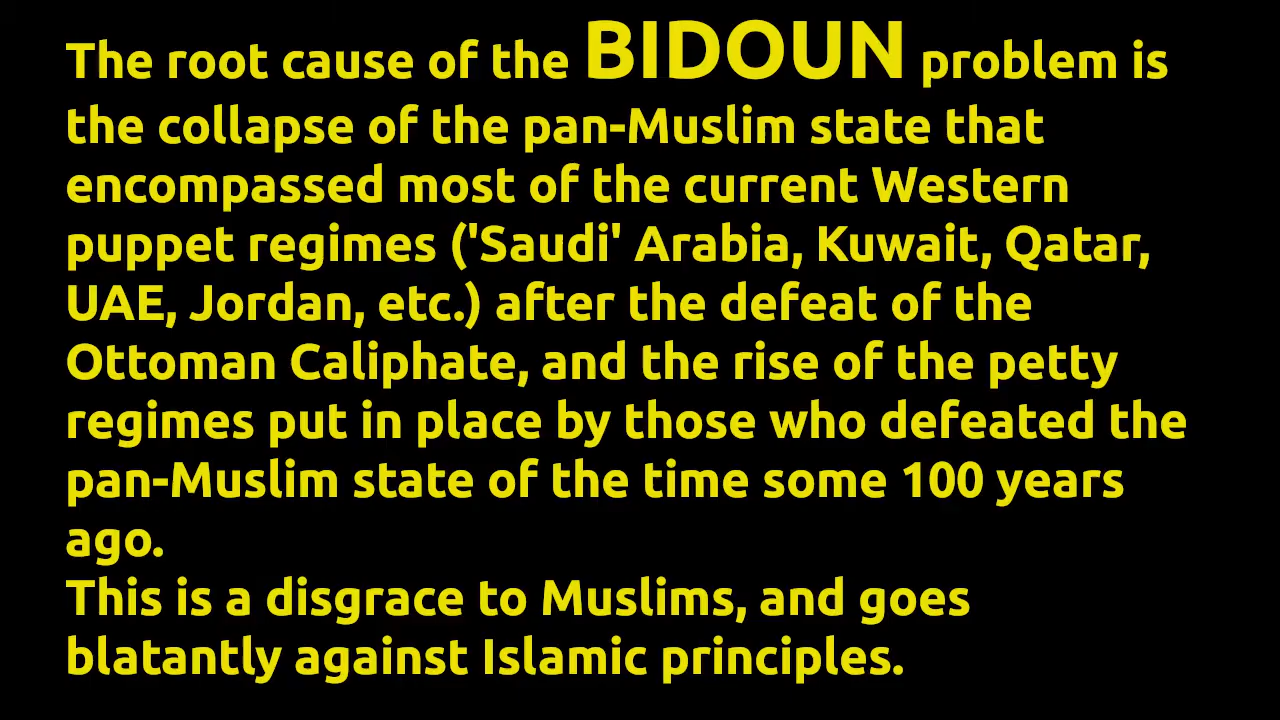 The root cause of the BIDOUN problem is
the collapse of the pan-Muslim state that
encompassed most of the current Western
puppet regimes ('Saudi' Arabia, Kuwait, Qatar,
UAE, Jordan, etc.) after the defeat of the
Ottoman Caliphate, and the rise of the petty
regimes put in place by those who defeated the
pan-Muslim state of the time some 100 years
ago.
This is a disgrace to Muslims, and goes
blatantly against Islamic principles.